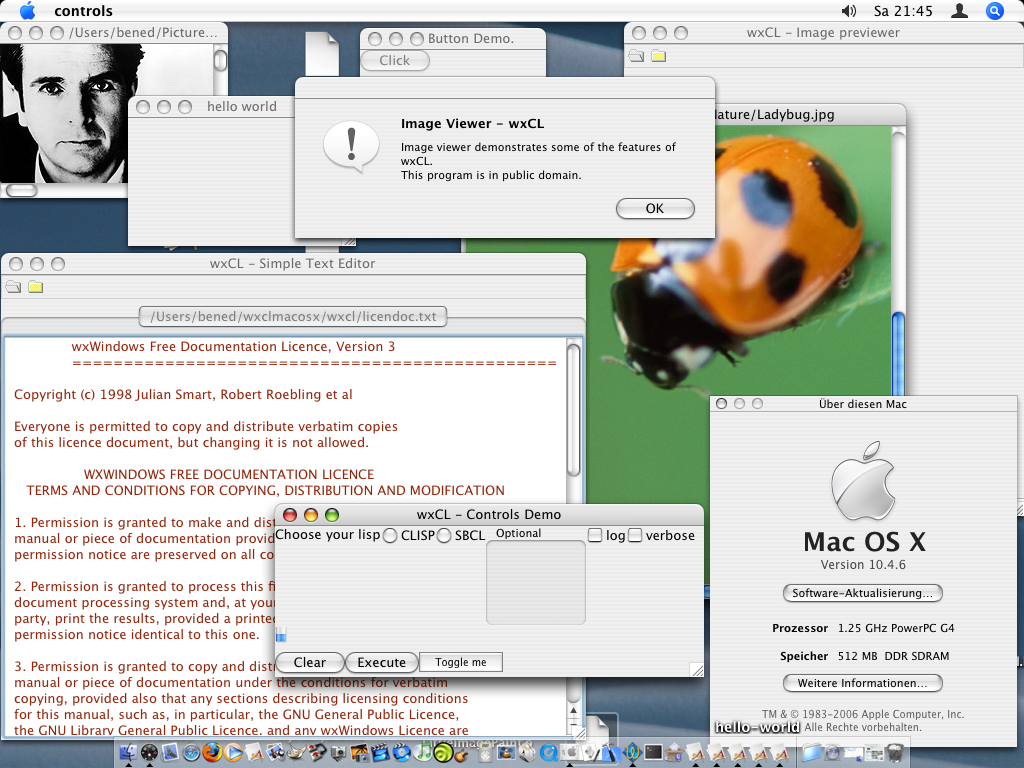 controls
Sa 21:45
/Users/bened/Picture...
Button Demo.
wxCL - Image previewer
Click
hello world
Image Viewer - wxCL
Image viewer demonstrates some of the features of
wxCL.
This program is in public domain.
OK
ature/Ladybug.jpg
wxCL - Simple Text Editor
/Users/bened/wxclmacosx/wxcl/licendoc.txt
wxWindows Free Documentation Licence, Version 3
================================================
Copyright (c) 1998 Julian Smart, Robert Roebling et al
Everyone is permitted to copy and distribute verbatim copies
of this licence document, but changing it is not allowed.
WXWINDOWS FREE DOCUMENTATION LICENCE
TERMS AND CONDITIONS FOR COPYING, DISTRIBUTION AND MODIFICATION
1. Permission is granted to make and dist
manual or piece of documentation provid
permission notice are preserved on all co
2. Permission is granted to process this fi
document processing system and, at your
party, print the results, provided a printed
permission notice identical to this one.
3. Permission is granted to copy and dist
manual or piece of documentation under the conditions for verbatim
copying, provided also that any sections describing licensing conditions
for this manual, such as, in particular, the GNU General Public Licence,
the GNU Library General Public Licence, and any wxWindows Licence are
wxCL - Controls Demo
Choose your lisp CLISP SBCL Optional log verbose
Clear Execute Toggle me
Über diesen Mac
Mac OS X
Version 10.4.6
Software-Aktualisierung...
Prozessor 1.25 GHz PowerPC G4
Speicher 512 MB DDR SDRAM
Weitere Informationen...
TM & © 1983-2006 Apple Computer, Inc.
Alle Rechte vorbehalten.
hello-world